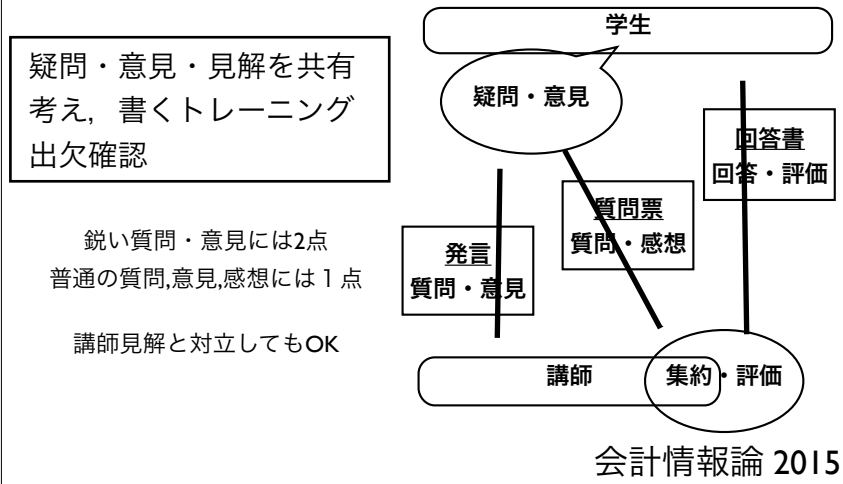 疑問・意見・見解を共有
考え，書くトレーニング
出欠確認
鋭い質問・意見には2点
普通の質問,意見,感想には１点
講師見解と対立してもOK
学生
疑問・意見
回答書
回答・評価
質問票
質問・感想
発言
質問・意見
講師
集約・評価
会計情報論 2015